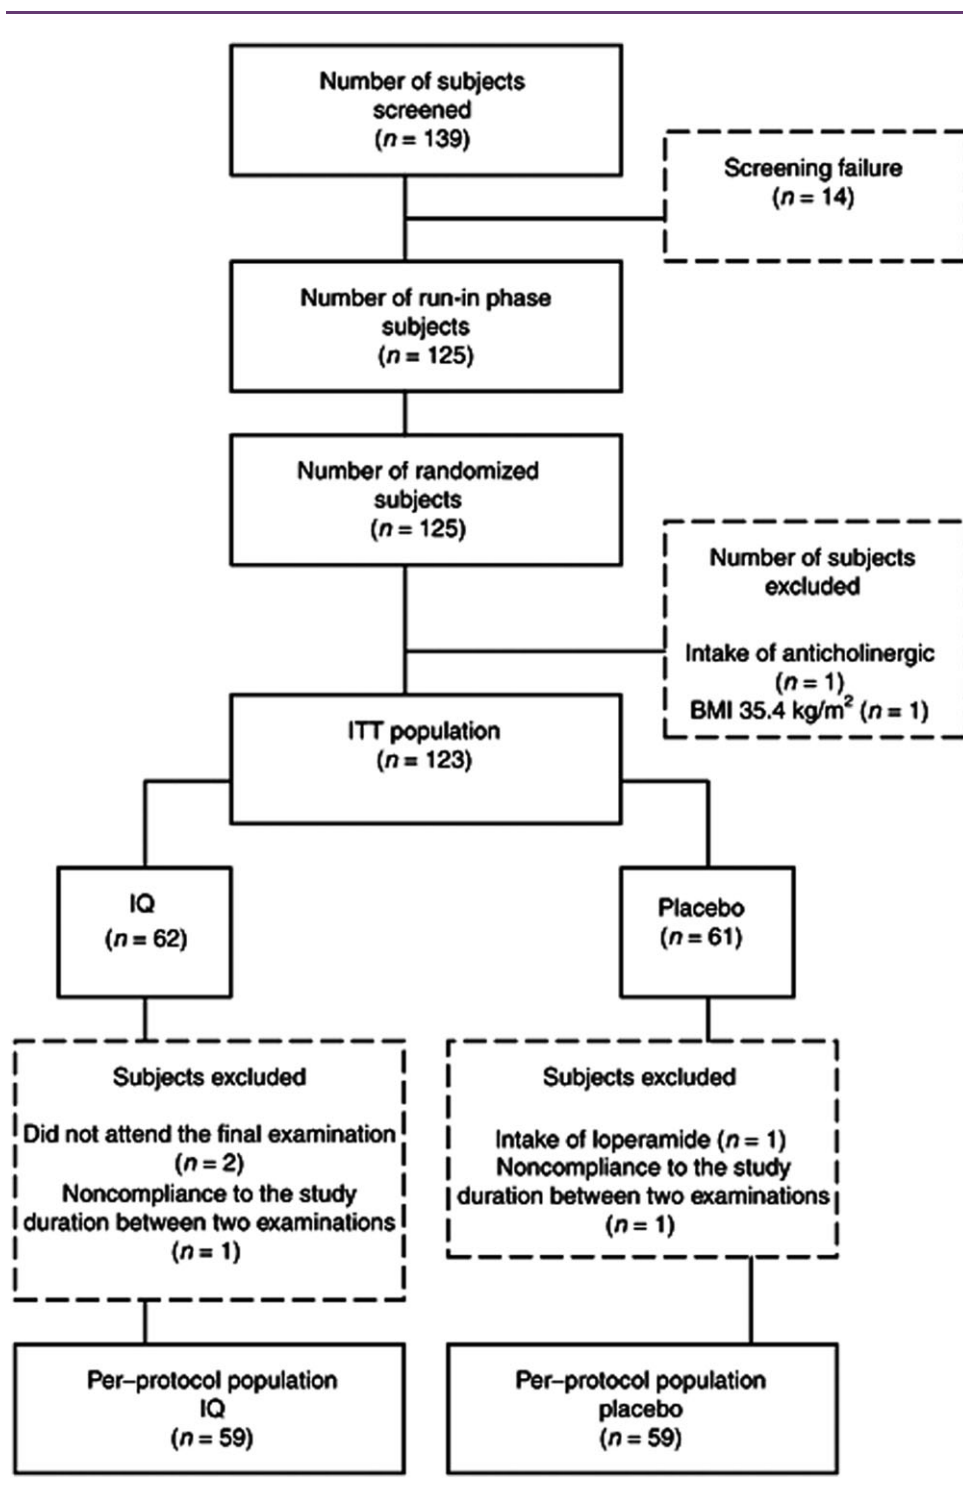 Number of subjects
screened
(n = 139)
Screening failure
(n = 14)
Number of run-in phase
subjects
(n = 125)
Number of randomized
subjects
(n = 125)
Number of subjects
excluded
Intake of anticholinergic
(n = 1)
BMI 35.4 kg/m² (n = 1)
ITT population
(n = 123)
IQ
(n = 62)
Placebo
(n = 61)
Subjects excluded
Did not attend the final examination
(n = 2)
Noncompliance to the study
duration between two examinations
(n = 1)
Subjects excluded
Intake of loperamide (n = 1)
Noncompliance to the study
duration between two examinations
(n = 1)
Per–protocol population
IQ
(n = 59)
Per–protocol population
placebo
(n = 59)